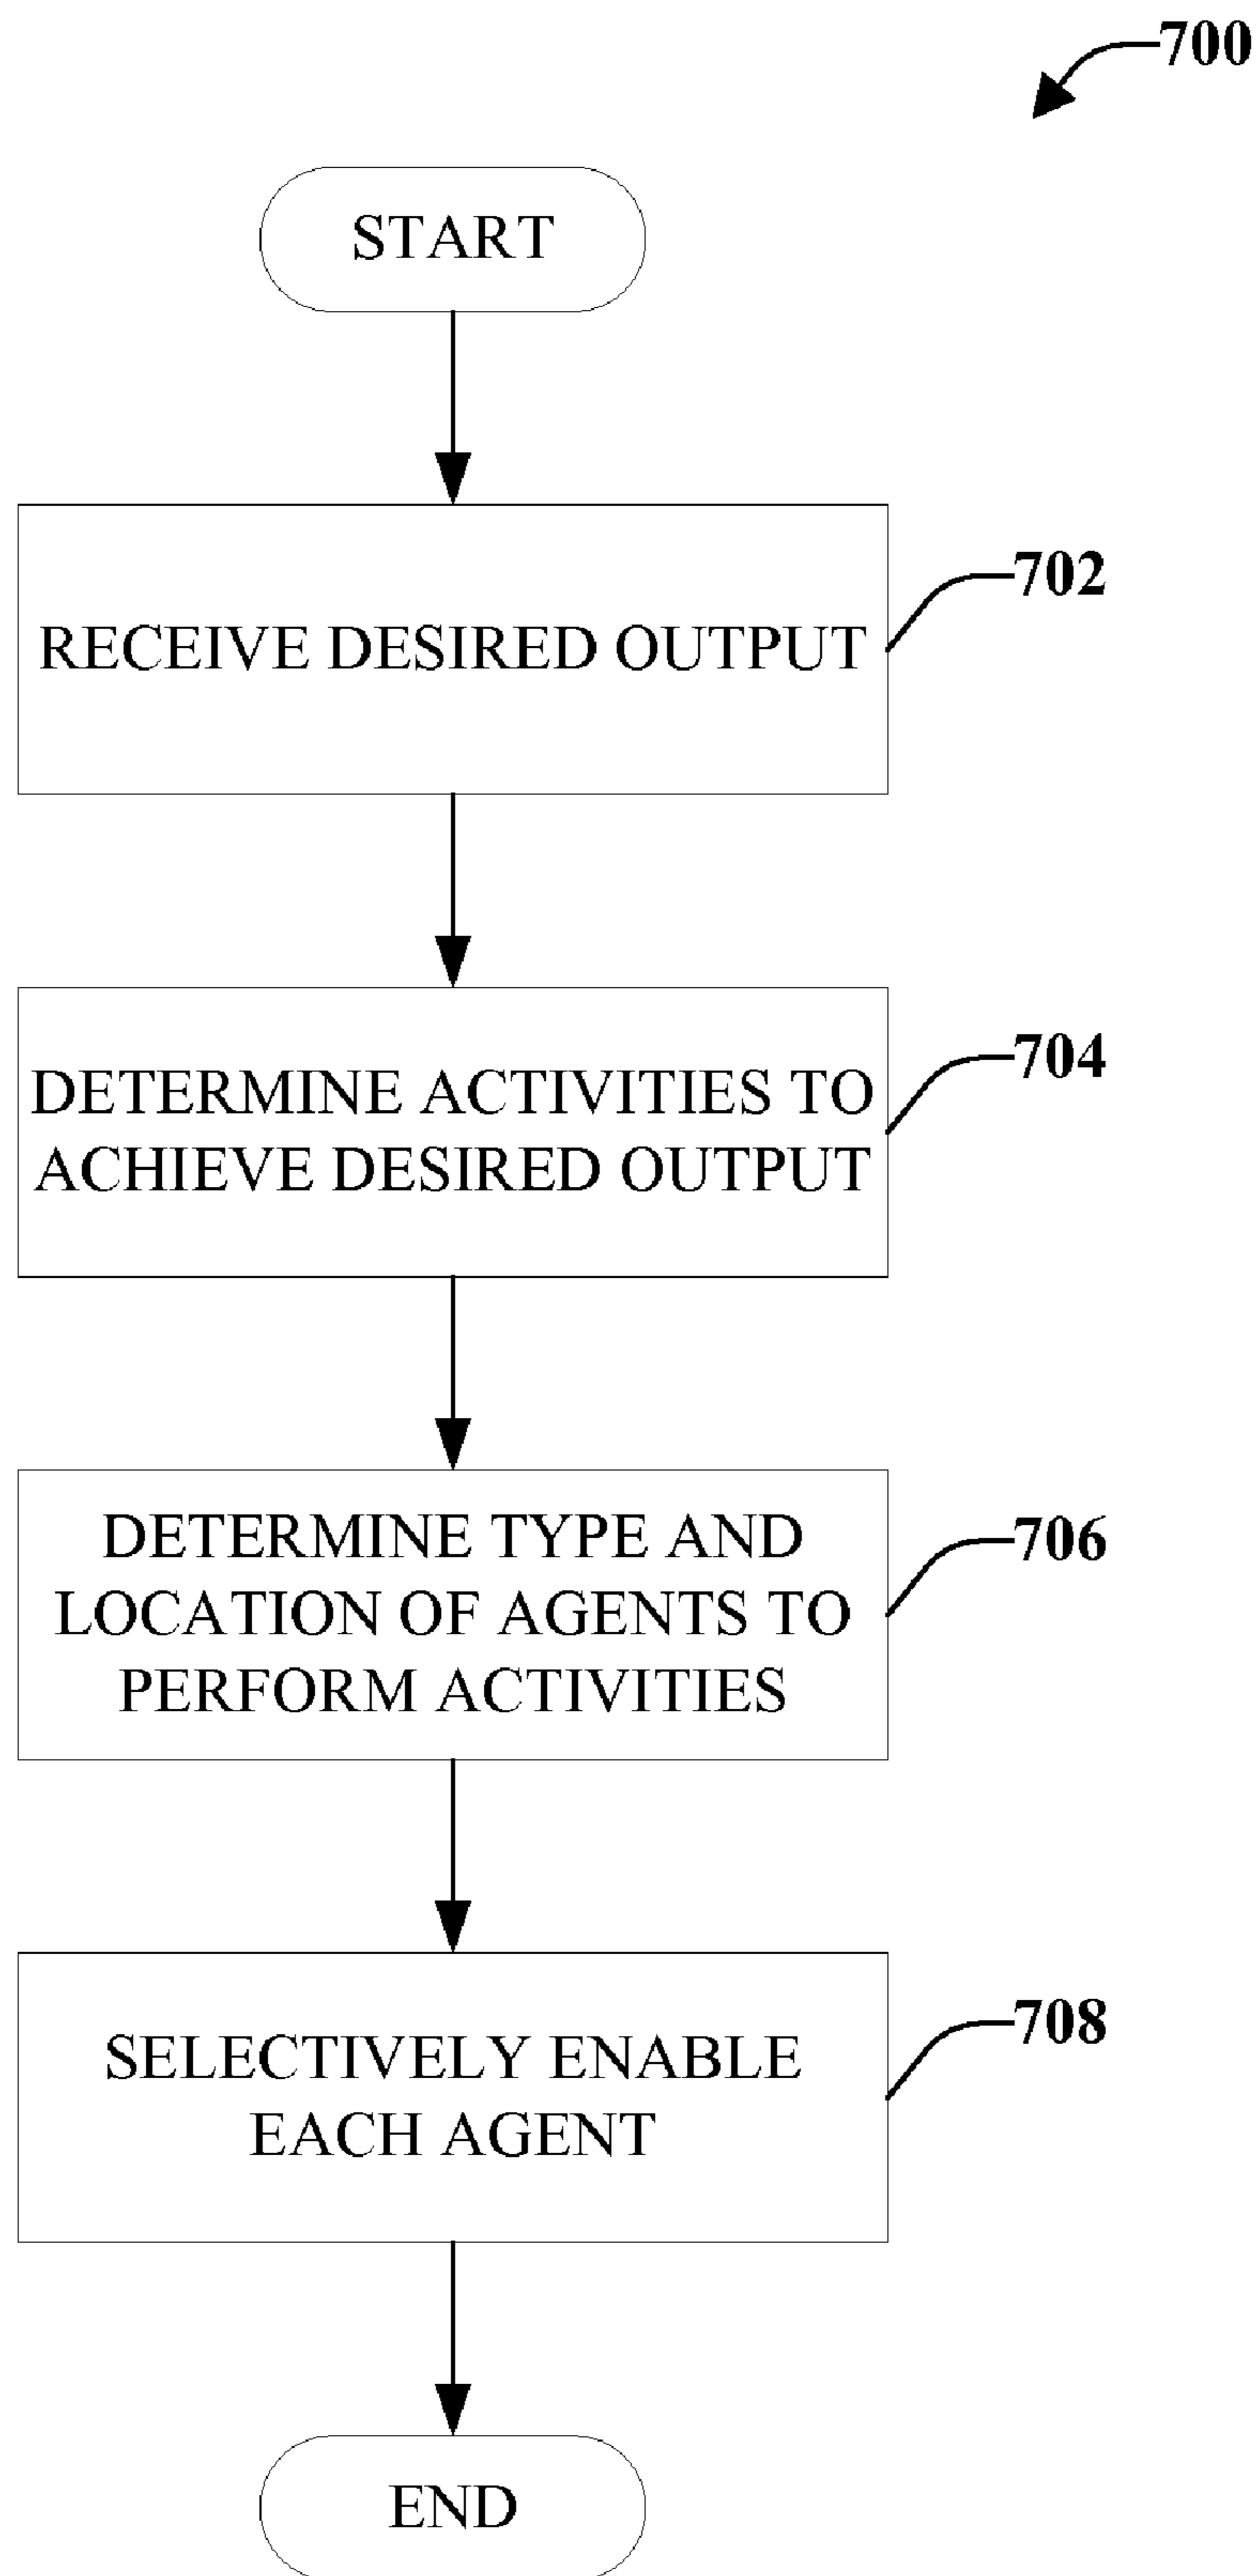 700
START
RECEIVE DESIRED OUTPUT
702
DETERMINE ACTIVITIES TO
ACHIEVE DESIRED OUTPUT
704
DETERMINE TYPE AND
LOCATION OF AGENTS TO
PERFORM ACTIVITIES
706
SELECTIVELY ENABLE
EACH AGENT
708
END